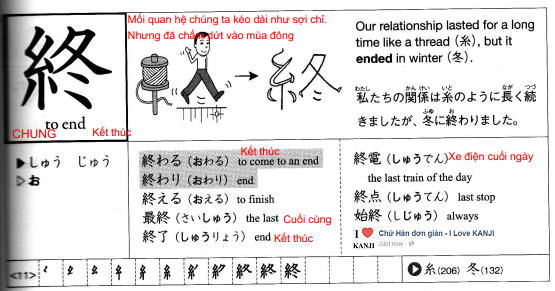 終
to end
CHUNG Kết thúc
Mối quan hệ chúng ta kéo dài như sợi chỉ.
Nhưng đã chấm dứt vào mùa đông
終
Our relationship lasted for a long
time like a thread (糸), but it
ended in winter (冬).
私たちの関係は糸のように長く続
わたし かんけい いと なが つづ
きましたが、冬に終わりました。
ふゆ お
▶しゅう じゅう
▷お
Kết thúc
終わる (おわる) to come to an end
終わり (おわり) end
終える (おえる) to finish
最終 (さいしゅう) the last Cuối cùng
終了 (しゅうりょう) end Kết thúc
終電 (しゅうでん) Xe điện cuối ngày
the last train of the day
終点 (しゅうてん) last stop
始終 (しじゅう) always
I ❤ KANJI
Chữ Hán đơn giản - I Love KANJI
Just now
<11>
▶ 糸(206) 冬(132)